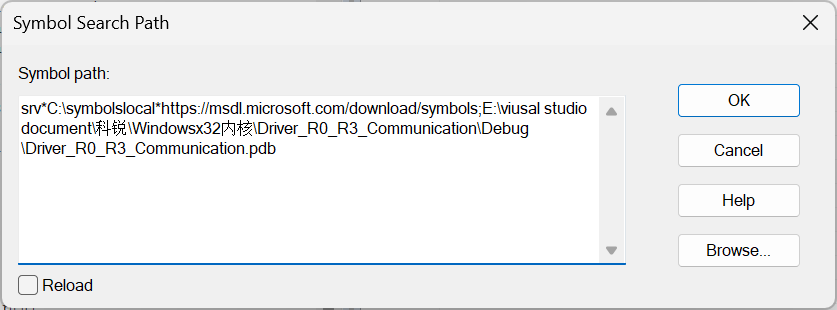 Symbol Search Path
Symbol path:
srv*C:\symbolslocal*https://msdl.microsoft.com/download/symbols;E:\viusal studio
document\科锐\Windowsx32内核\Driver_R0_R3_Communication\Debug
\Driver_R0_R3_Communication.pdb
OK
Cancel
Help
Browse...
Reload